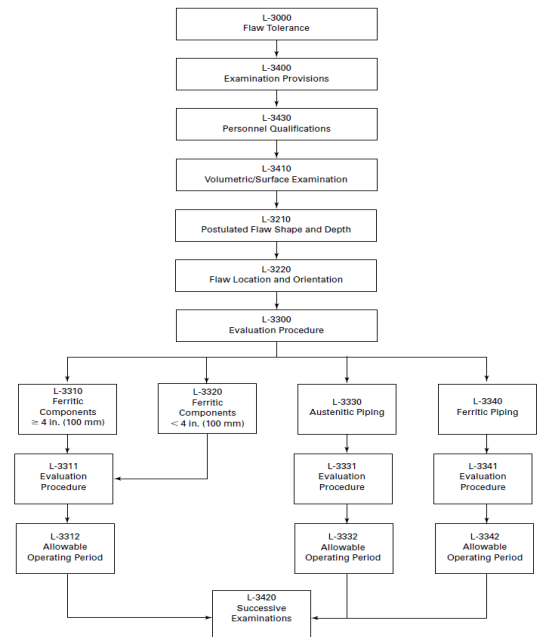 L-3000
Flaw Tolerance
L-3400
Examination Provisions
L-3430
Personnel Qualifications
L-3410
Volumetric/Surface Examination
L-3210
Postulated Flaw Shape and Depth
L-3220
Flaw Location and Orientation
L-3300
Evaluation Procedure
L-3310
Ferritic
Components
≥ 4 in. (100 mm)
L-3320
Ferritic
Components
< 4 in. (100 mm)
L-3330
Austenitic Piping
L-3340
Ferritic Piping
L-3311
Evaluation
Procedure
L-3331
Evaluation
Procedure
L-3341
Evaluation
Procedure
L-3312
Allowable
Operating Period
L-3332
Allowable
Operating Period
L-3342
Allowable
Operating Period
L-3420
Successive
Examinations